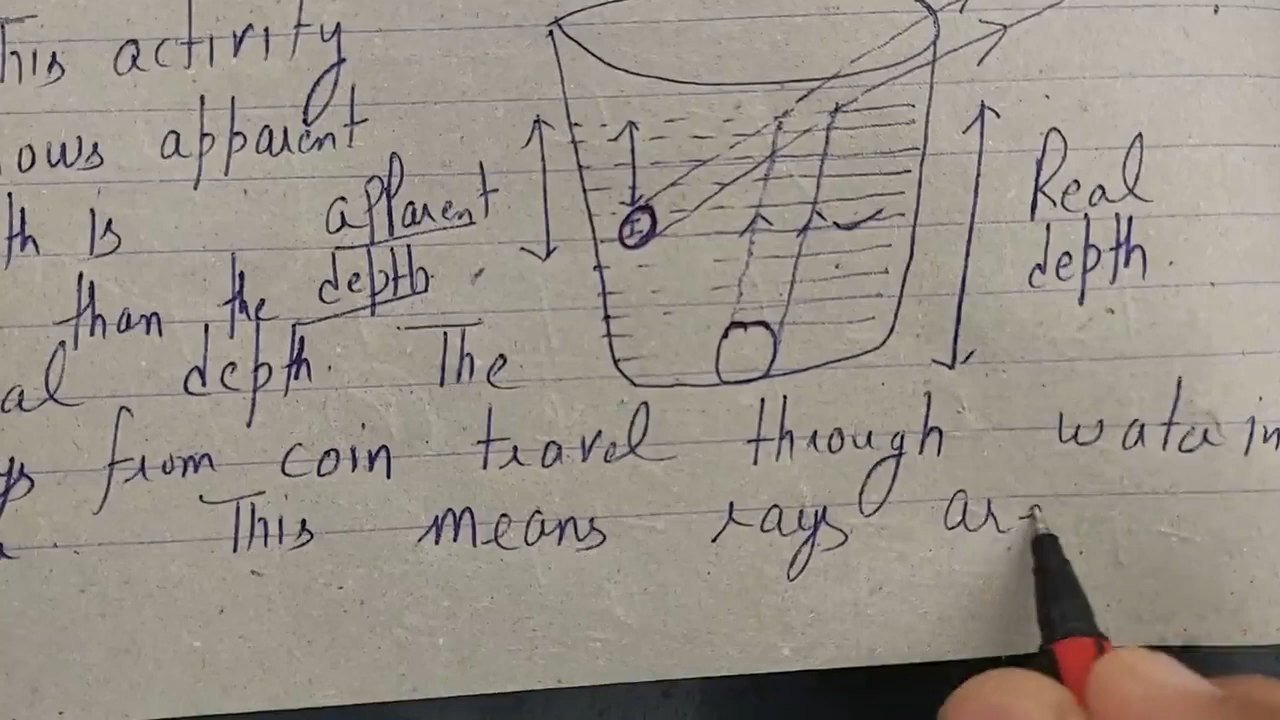 This activity
ows apparent
th is
than the
al depth. The
apparent
depth.
Real
depth.
from coin travel through water in
This means rays ar